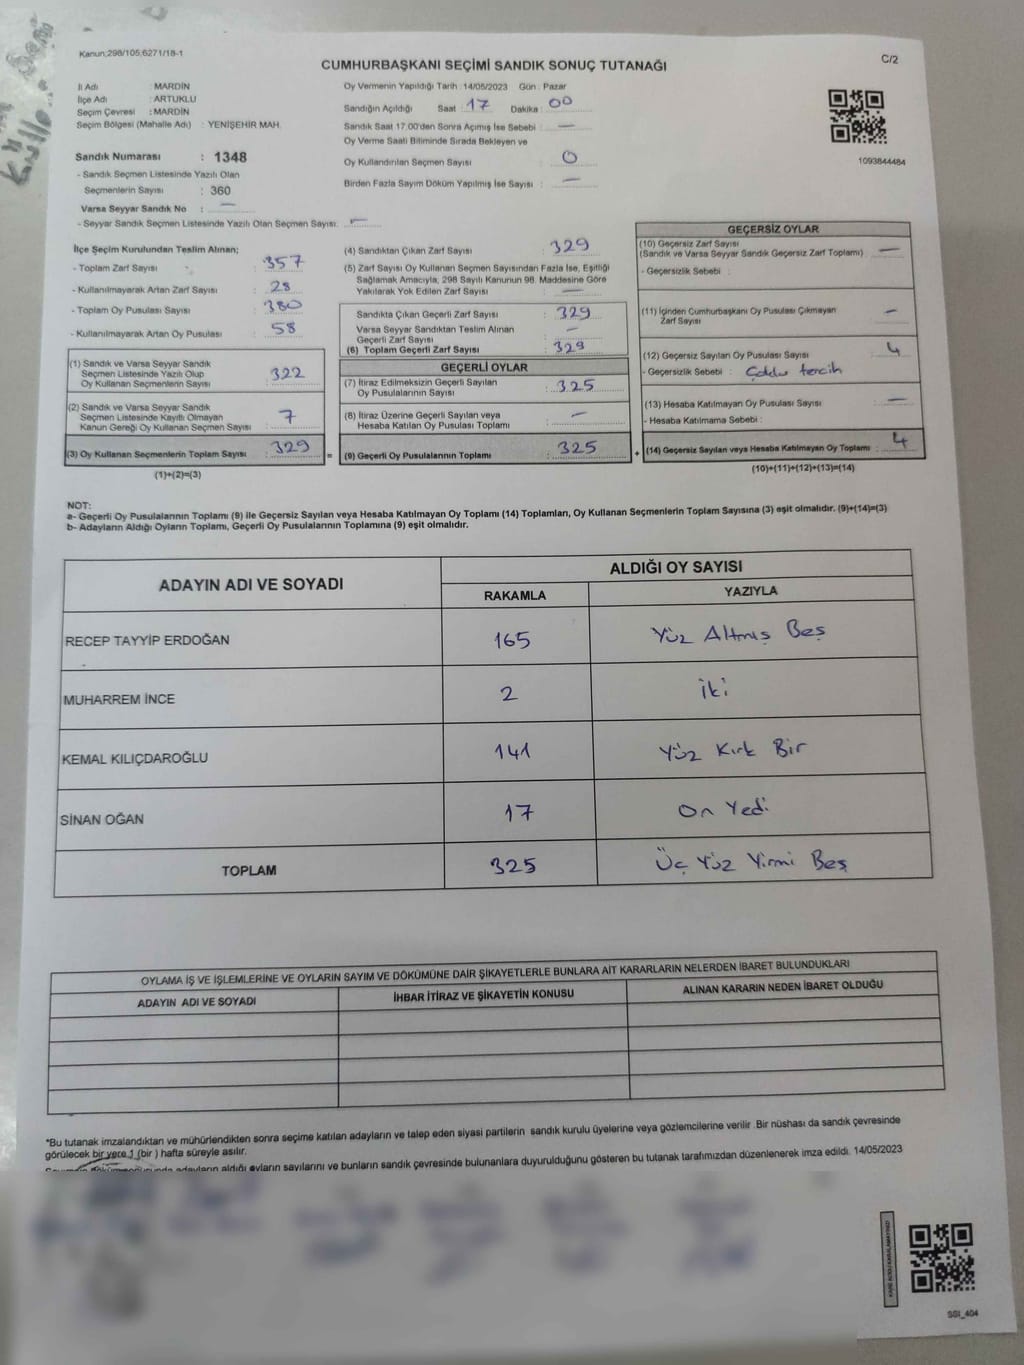 Kanun:298/105,6271/18-1
CUMHURBAŞKANI SEÇİMİ SANDIK SONUÇ TUTANAĞI
C/2
İl Adı : MARDİN
İlçe Adı : ARTUKLU
Seçim Çevresi : MARDİN
Seçim Bölgesi (Mahalle Adı) : YENİŞEHİR MAH.
Sandık Numarası : 1348
- Sandık Seçmen Listesinde Yazılı Olan
Seçmenlerin Sayısı : 360
Varsa Seyyar Sandık No : —
- Seyyar Sandık Seçmen Listesinde Yazılı Olan Seçmen Sayısı: —
Oy Vermenin Yapıldığı Tarih : 14/05/2023 Gün : Pazar
Sandığın Açıldığı Saat : 17 Dakika : 00
Sandık Saat 17.00'den Sonra Açımış İse Sebebi : —
Oy Verme Saati Bitiminde Sırada Bekleyen ve
Oy Kullandırılan Seçmen Sayısı : 0
Birden Fazla Sayım Döküm Yapılmış İse Sayısı : —
1093844484
İlçe Seçim Kurulundan Teslim Alınan;
- Toplam Zarf Sayısı : 357
- Kullanılmayarak Artan Zarf Sayısı : 28
- Toplam Oy Pusulası Sayısı : 380
- Kullanılmayarak Artan Oy Pusulası : 58
(1) Sandık ve Varsa Seyyar Sandık
Seçmen Listesinde Yazılı Olup
Oy Kullanan Seçmenlerin Sayısı : 322
(2) Sandık ve Varsa Seyyar Sandık
Seçmen Listesinde Kayıtlı Olmayan
Kanun Gereği Oy Kullanan Seçmen Sayısı : 7
(3) Oy Kullanan Seçmenlerin Toplam Sayısı : 329
(1)+(2)=(3)
=
(4) Sandıktan Çıkan Zarf Sayısı : 329
(5) Zarf Sayısı Oy Kullanan Seçmen Sayısından Fazla İse, Eşitliği
Sağlamak Amacıyla, 298 Sayılı Kanunun 98. Maddesine Göre
Yakılarak Yok Edilen Zarf Sayısı : —
Sandıkta Çıkan Geçerli Zarf Sayısı : 329
Varsa Seyyar Sandıktan Teslim Alınan
Geçerli Zarf Sayısı : —
(6) Toplam Geçerli Zarf Sayısı : 329
GEÇERLİ OYLAR
(7) İtiraz Edilmeksizin Geçerli Sayılan
Oy Pusulalarının Sayısı : 325
(8) İtiraz Üzerine Geçerli Sayılan veya
Hesaba Katılan Oy Pusulası Toplamı : —
(9) Geçerli Oy Pusulalarının Toplamı : 325
+
GEÇERSİZ OYLAR
(10) Geçersiz Zarf Sayısı
(Sandık ve Varsa Seyyar Sandık Geçersiz Zarf Toplamı) : —
- Geçersizlik Sebebi :
(11) İçinden Cumhurbaşkanı Oy Pusulası Çıkmayan
Zarf Sayısı : —
(12) Geçersiz Sayılan Oy Pusulası Sayısı : 4
- Geçersizlik Sebebi : tercih
(13) Hesaba Katılmayan Oy Pusulası Sayısı : —
- Hesaba Katılmama Sebebi :
(14) Geçersiz Sayılan veya Hesaba Katılmayan Oy Toplamı : 4
(10)+(11)+(12)+(13)=(14)
NOT:
a- Geçerli Oy Pusulalarının Toplamı (9) ile Geçersiz Sayılan veya Hesaba Katılmayan Oy Toplamı (14) Toplamları, Oy Kullanan Seçmenlerin Toplam Sayısına (3) eşit olmalıdır. (9)+(14)=(3)
b- Adayların Aldığı Oyların Toplamı, Geçerli Oy Pusulalarının Toplamına (9) eşit olmalıdır.
ADAYIN ADI VE SOYADI ALDIĞI OY SAYISI
RAKAMLA YAZIYLA
RECEP TAYYİP ERDOĞAN 165 Yüz Altmış Beş
MUHARREM İNCE 2 İki
KEMAL KILIÇDAROĞLU 141 Yüz Kırk Bir
SİNAN OĞAN 17 On Yedi
TOPLAM 325 Üç Yüz Yirmi Beş
OYLAMA İŞ VE İŞLEMLERİNE VE OYLARIN SAYIM VE DÖKÜMÜNE DAİR ŞİKAYETLERLE BUNLARA AİT KARARLARIN NELERDEN İBARET BULUNDUKLARI
ADAYIN ADI VE SOYADI İHBAR İTİRAZ VE ŞİKAYETİN KONUSU ALINAN KARARIN NEDEN İBARET OLDUĞU
*Bu tutanak imzalandıktan ve mühürlendikten sonra seçime katılan adayların ve talep eden siyasi partilerin sandık kurulu üyelerine veya gözlemcilerine verilir .Bir nüshası da sandık çevresinde
görülecek bir yere 1 (bir ) hafta süreyle asılır.
adayların aldığı oyların sayılarını ve bunların sandık çevresinde bulunanlara duyurulduğunu gösteren bu tutanak tarafımızdan düzenlenerek imza edildi. 14/05/2023
SSI_404